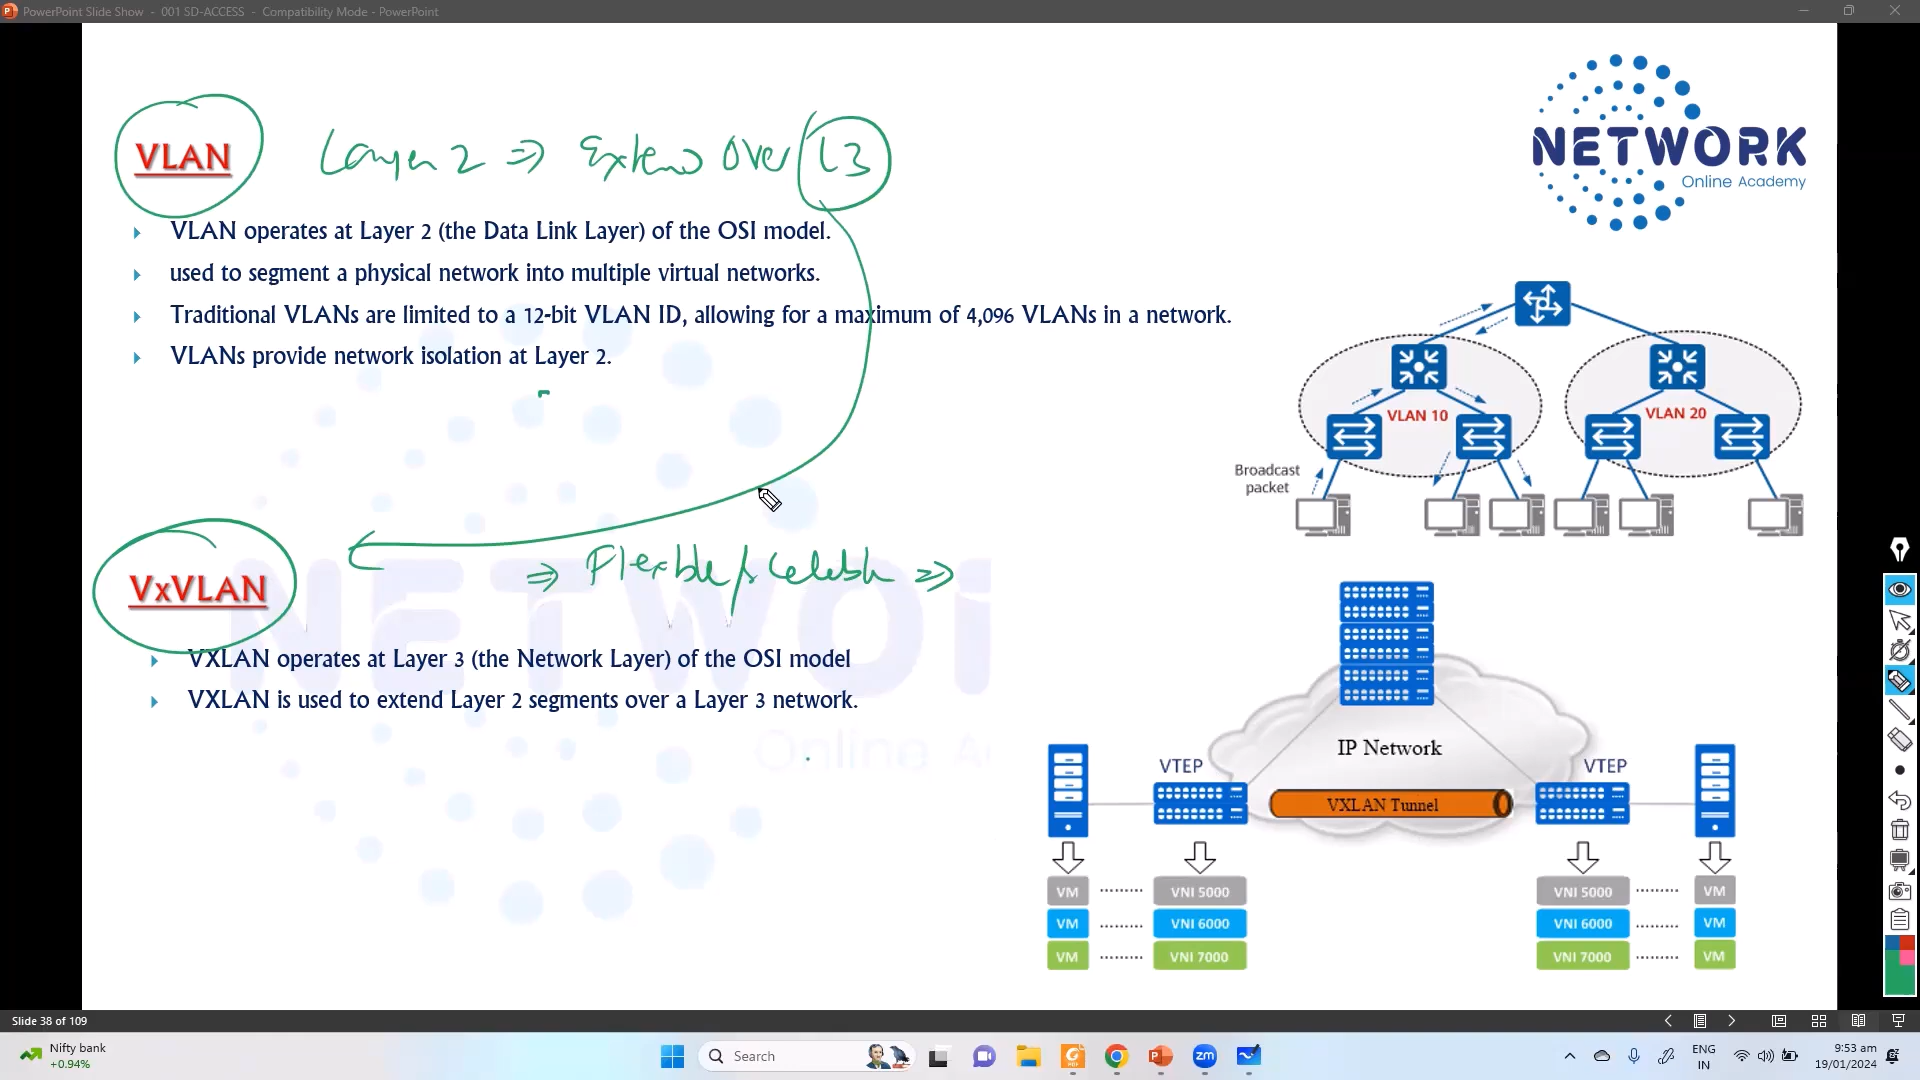 PowerPoint Slide Show - 001 SD-ACCESS - Compatibility Mode - PowerPoint
NETWORK
Online Academy
VLAN Layer 2 ⇒ Extend Over L3
VLAN operates at Layer 2 (the Data Link Layer) of the OSI model.
used to segment a physical network into multiple virtual networks.
Traditional VLANs are limited to a 12-bit VLAN ID, allowing for a maximum of 4,096 VLANs in a network.
VLANs provide network isolation at Layer 2.
VLAN 10
VLAN 20
Broadcast
packet
VxVLAN ⇒ Flexible / ⇒
VXLAN operates at Layer 3 (the Network Layer) of the OSI model
VXLAN is used to extend Layer 2 segments over a Layer 3 network.
IP Network
VTEP
VTEP
VXLAN Tunnel
VM ......... VNI 5000
VM ......... VNI 6000
VM ......... VNI 7000
VNI 5000 ......... VM
VNI 6000 ......... VM
VNI 7000 ......... VM
NETWO
Online A
Slide 38 of 109
Nifty bank
+0.94%
Search
zm
ENG
IN
9:53 am
19/01/2024